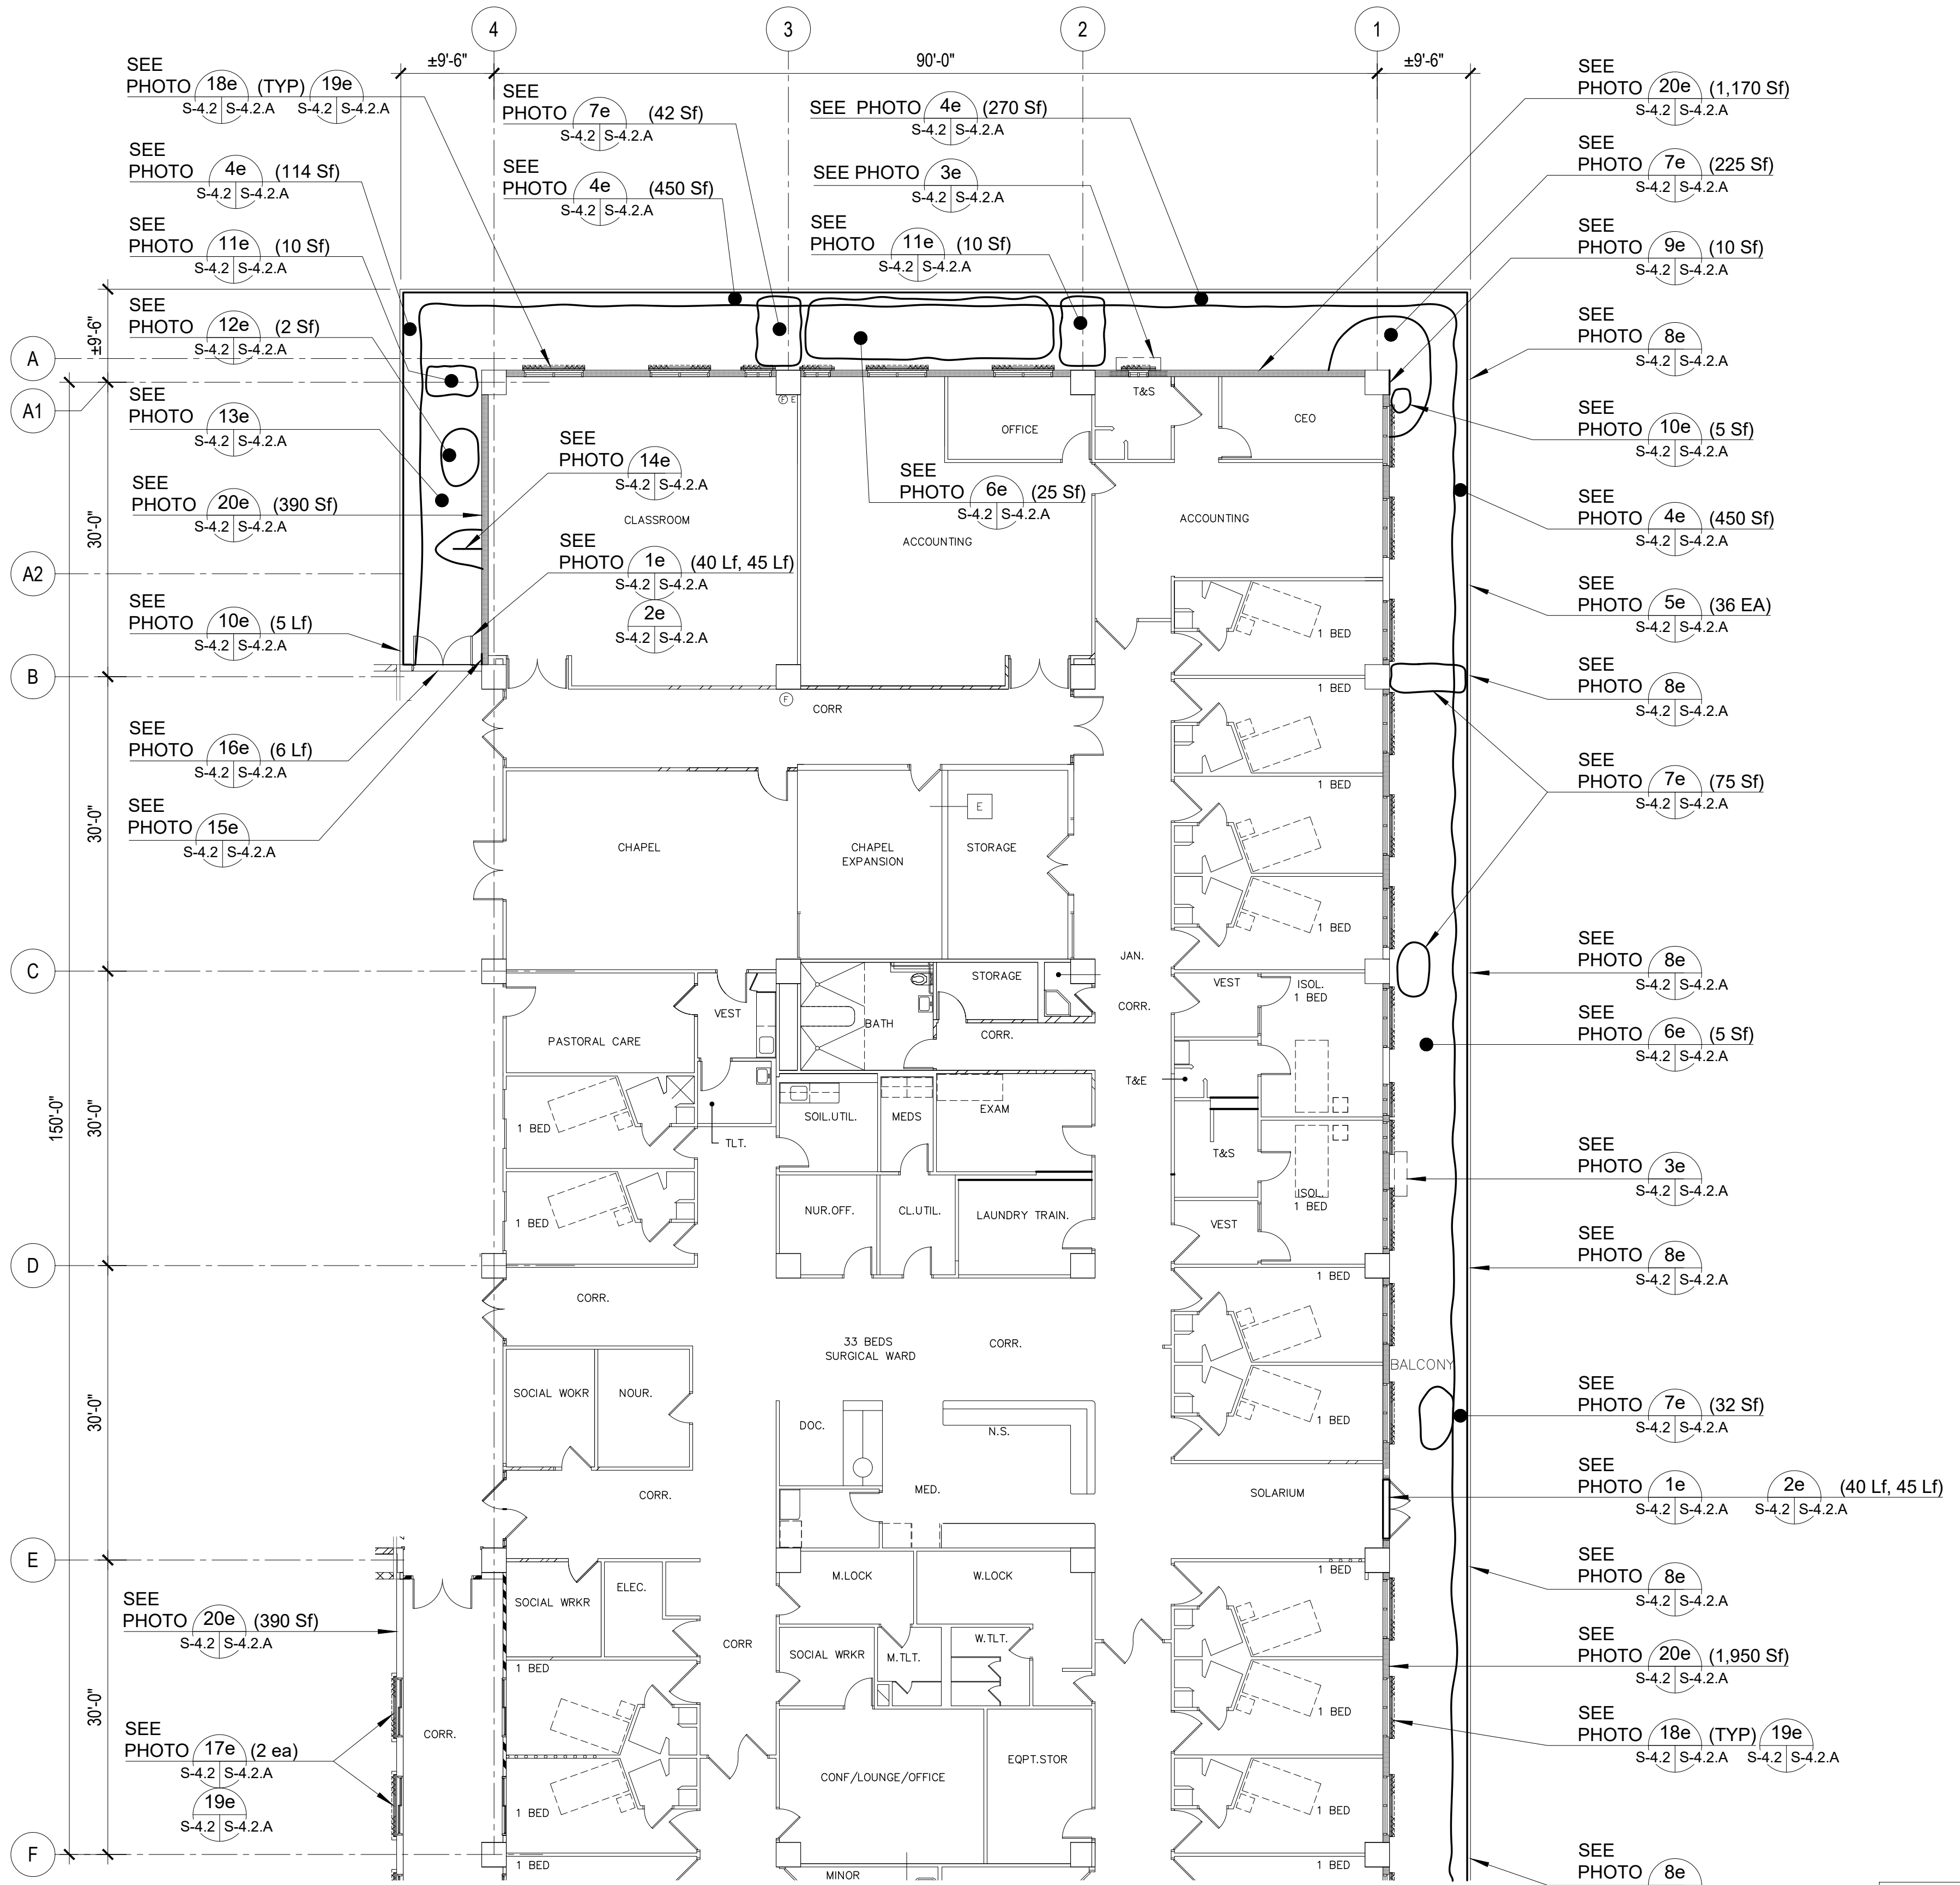 4
3
2
1
±9'-6"
90'-0"
±9'-6"
SEE
PHOTO 18e (TYP) 19e
S-4.2 S-4.2.A S-4.2 S-4.2.A
SEE
PHOTO 4e (114 Sf)
S-4.2 S-4.2.A
SEE
PHOTO 11e (10 Sf)
S-4.2 S-4.2.A
SEE
PHOTO 12e (2 Sf)
S-4.2 S-4.2.A
SEE
PHOTO 13e
S-4.2 S-4.2.A
SEE
PHOTO 20e (390 Sf)
S-4.2 S-4.2.A
SEE
PHOTO 10e (5 Lf)
S-4.2 S-4.2.A
SEE
PHOTO 16e (6 Lf)
S-4.2 S-4.2.A
SEE
PHOTO 15e
S-4.2 S-4.2.A
SEE
PHOTO 20e (390 Sf)
S-4.2 S-4.2.A
SEE
PHOTO 17e (2 ea)
S-4.2 S-4.2.A
19e
S-4.2 S-4.2.A
A
A1
A2
B
C
D
E
F
±9'-6"
30'-0"
30'-0"
30'-0"
30'-0"
30'-0"
150'-0"
SEE
PHOTO 7e (42 Sf)
S-4.2 S-4.2.A
SEE
PHOTO 4e (450 Sf)
S-4.2 S-4.2.A
SEE PHOTO 4e (270 Sf)
S-4.2 S-4.2.A
SEE PHOTO 3e
S-4.2 S-4.2.A
SEE
PHOTO 11e (10 Sf)
S-4.2 S-4.2.A
SEE
PHOTO 14e
S-4.2 S-4.2.A
SEE
PHOTO 1e (40 Lf, 45 Lf)
S-4.2 S-4.2.A
2e
S-4.2 S-4.2.A
SEE
PHOTO 6e (25 Sf)
S-4.2 S-4.2.A
F E
T&S
OFFICE
CEO
CLASSROOM
ACCOUNTING
ACCOUNTING
1 BED
F
CORR
1 BED
1 BED
E
CHAPEL
CHAPEL
EXPANSION
STORAGE
1 BED
JAN.
STORAGE
VEST
ISOL.
1 BED
CORR.
VEST
BATH
CORR.
PASTORAL CARE
T&E
EXAM
SOIL.UTIL.
MEDS
1 BED
TLT.
T&S
ISOL.
1 BED
NUR.OFF.
CL.UTIL.
LAUNDRY TRAIN.
1 BED
VEST
1 BED
CORR.
33 BEDS
SURGICAL WARD
CORR.
BALCONY
SOCIAL WOKR
NOUR.
DOC.
N.S.
1 BED
CORR.
MED.
SOLARIUM
1 BED
M.LOCK
W.LOCK
ELEC.
SOCIAL WRKR
W.TLT.
CORR
SOCIAL WRKR
M.TLT.
1 BED
1 BED
CORR.
CONF/LOUNGE/OFFICE
EQPT.STOR
1 BED
1 BED
1 BED
MINOR
1 BED
SEE
PHOTO 20e (1,170 Sf)
S-4.2 S-4.2.A
SEE
PHOTO 7e (225 Sf)
S-4.2 S-4.2.A
SEE
PHOTO 9e (10 Sf)
S-4.2 S-4.2.A
SEE
PHOTO 8e
S-4.2 S-4.2.A
SEE
PHOTO 10e (5 Sf)
S-4.2 S-4.2.A
SEE
PHOTO 4e (450 Sf)
S-4.2 S-4.2.A
SEE
PHOTO 5e (36 EA)
S-4.2 S-4.2.A
SEE
PHOTO 8e
S-4.2 S-4.2.A
SEE
PHOTO 7e (75 Sf)
S-4.2 S-4.2.A
SEE
PHOTO 8e
S-4.2 S-4.2.A
SEE
PHOTO 6e (5 Sf)
S-4.2 S-4.2.A
SEE
PHOTO 3e
S-4.2 S-4.2.A
SEE
PHOTO 8e
S-4.2 S-4.2.A
SEE
PHOTO 7e (32 Sf)
S-4.2 S-4.2.A
SEE
PHOTO 1e 2e (40 Lf, 45 Lf)
S-4.2 S-4.2.A S-4.2 S-4.2.A
SEE
PHOTO 8e
S-4.2 S-4.2.A
SEE
PHOTO 20e (1,950 Sf)
S-4.2 S-4.2.A
SEE
PHOTO 18e (TYP) 19e
S-4.2 S-4.2.A S-4.2 S-4.2.A
SEE
PHOTO 8e